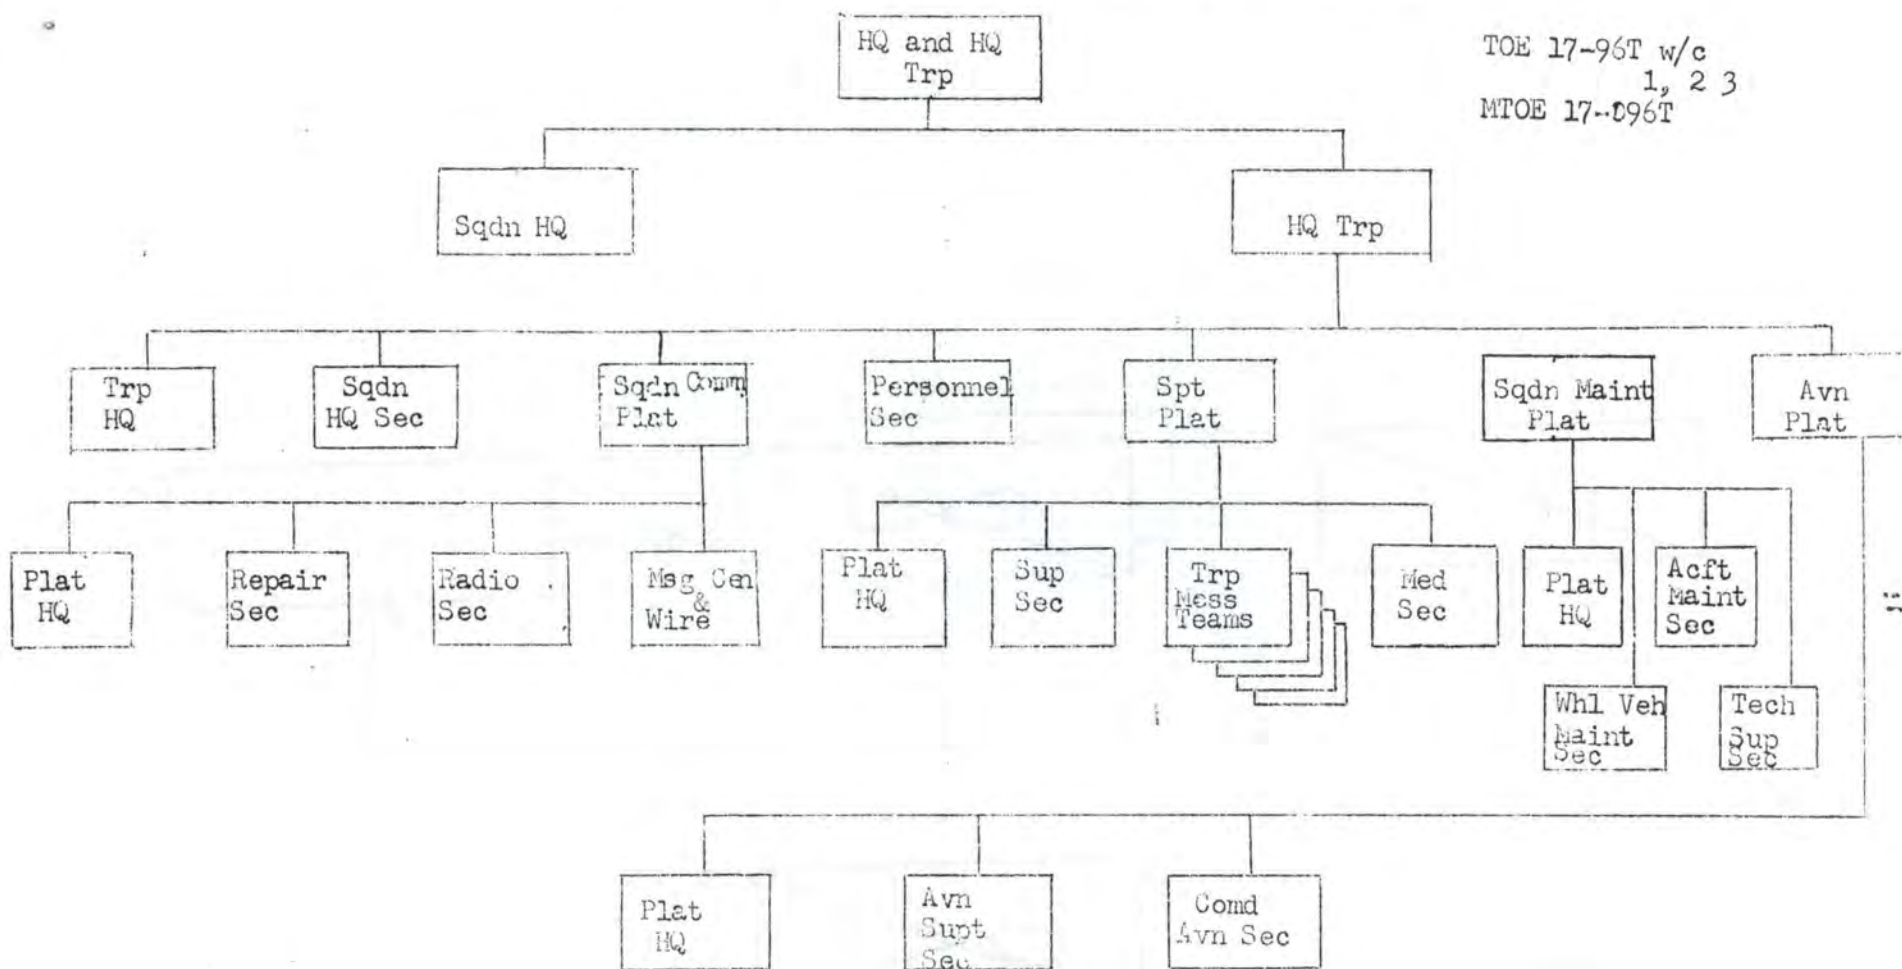 HQ and HQ
Trp
TOE 17-96T w/c
1, 2 3
MTOE 17-D96T
Sqdn HQ
HQ Trp
Trp
HQ
Sqdn
HQ Sec
Sqdn Comm
Plat
Personnel
Sec
Spt
Plat
Sqdn Maint
Plat
Avn
Plat
Plat
HQ
Repair
Sec
Radio
Sec
Msg Cen
&
Wire
Plat
HQ
Sup
Sec
Trp
Mess
Teams
Med
Sec
Plat
HQ
Acft
Maint
Sec
Whl Veh
Maint
Sec
Tech
Sup
Sec
Plat
HQ
Avn
Supt
Sec
Comd
Avn Sec